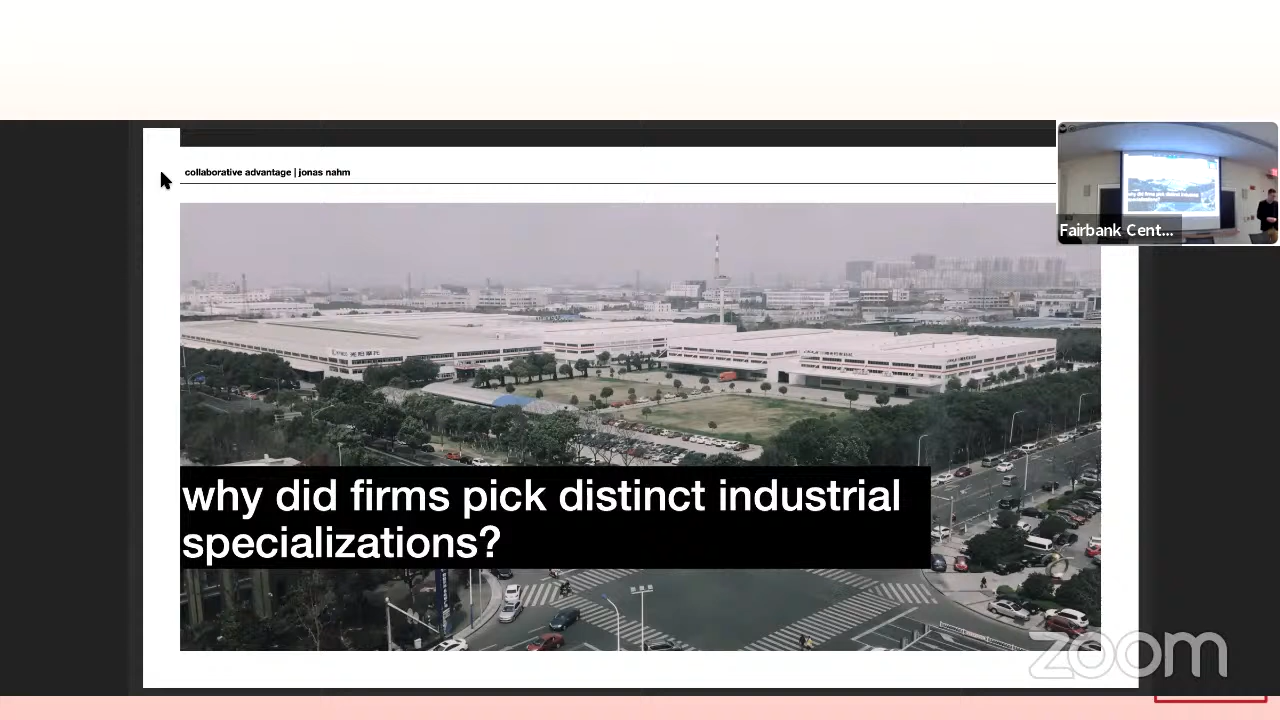 collaborative advantage | jonas nahm
Fairbank Cent...
why did firms pick distinct industrial
specializations?
zoom